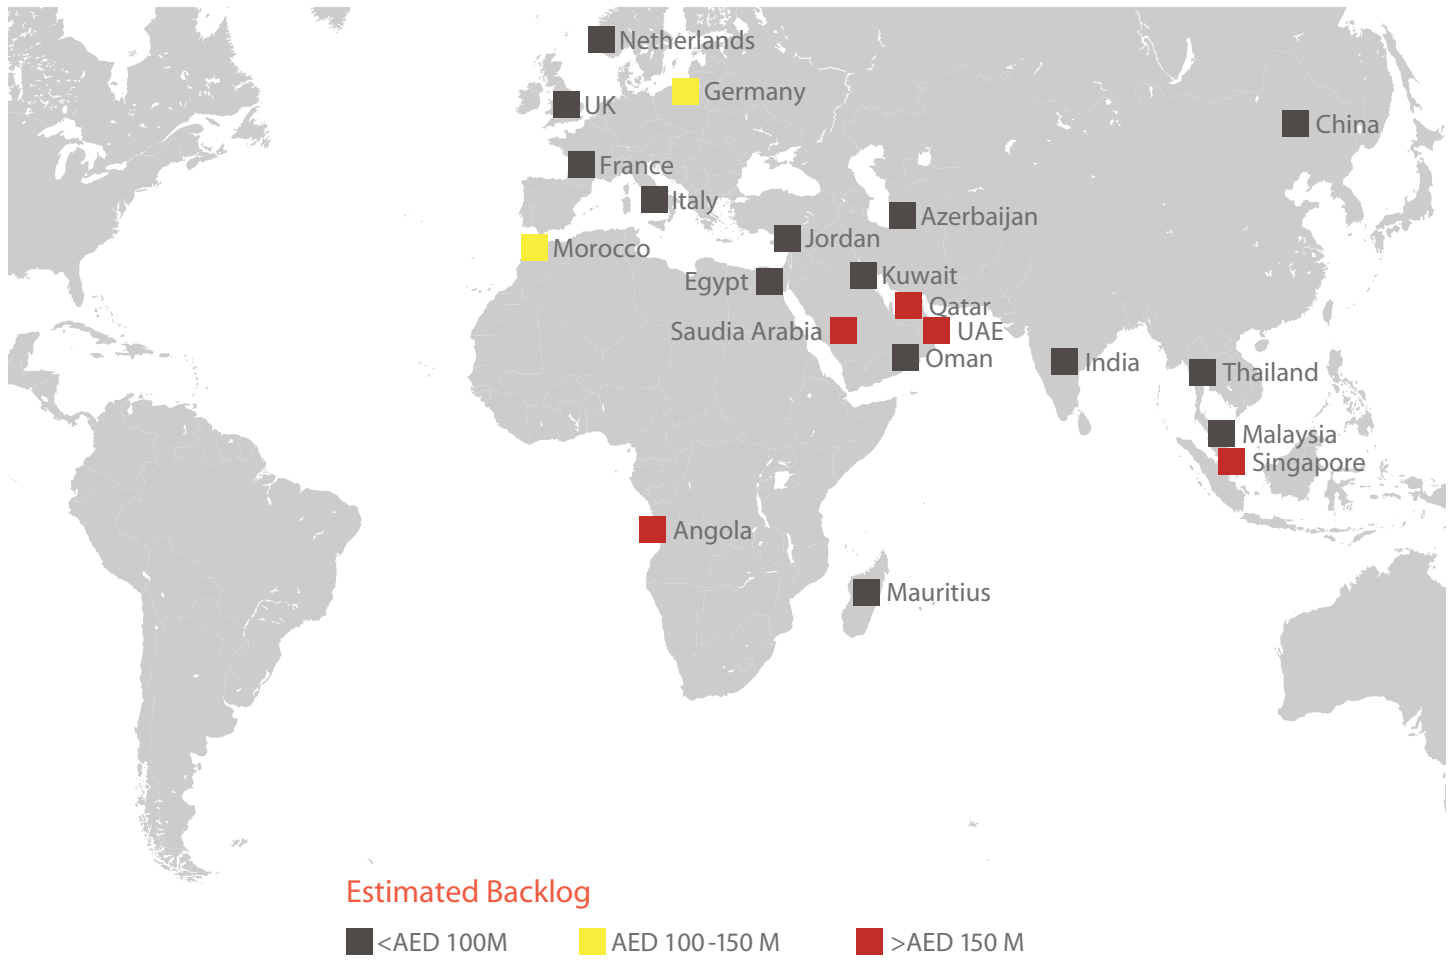 Netherlands
Germany
UK
China
France
Italy
Azerbaijan
Jordan
Morocco
Kuwait
Egypt
Qatar
Saudia Arabia
UAE
Oman
India
Thailand
Malaysia
Singapore
Angola
Mauritius
Estimated Backlog
<AED 100M
AED 100-150 M
>AED 150 M